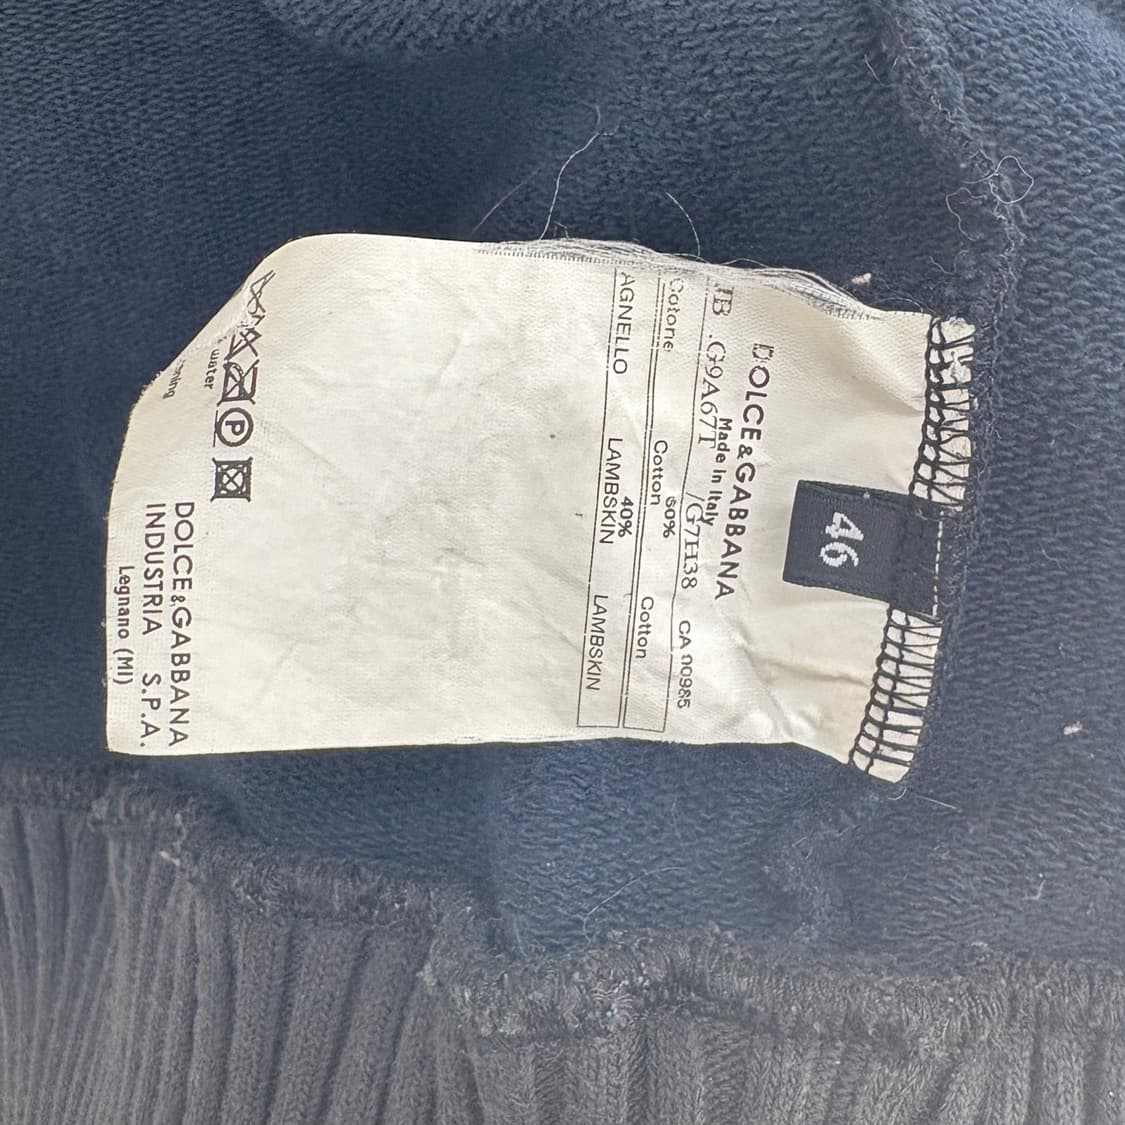 46
DOLCE&GABBANA
Made in Italy
.G9A67T /G7H38 CA 00985
Cotone Cotton 60% Cotton
AGNELLO LAMBSKIN 40% LAMBSKIN
P
water
DOLCE&GABBANA
INDUSTRIA S.P.A.
Legnano (MI)